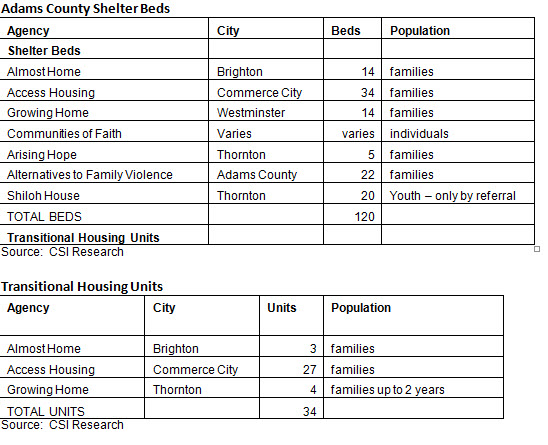 Adams County Shelter Beds
Agency City Beds Population
Shelter Beds
Almost Home Brighton 14 families
Access Housing Commerce City 34 families
Growing Home Westminster 14 families
Communities of Faith Varies varies individuals
Arising Hope Thornton 5 families
Alternatives to Family Violence Adams County 22 families
Shiloh House Thornton 20 Youth – only by referral
TOTAL BEDS 120
Transitional Housing Units
Source: CSI Research
Transitional Housing Units
Agency City Units Population
Almost Home Brighton 3 families
Access Housing Commerce City 27 families
Growing Home Thornton 4 families up to 2 years
TOTAL UNITS 34
Source: CSI Research